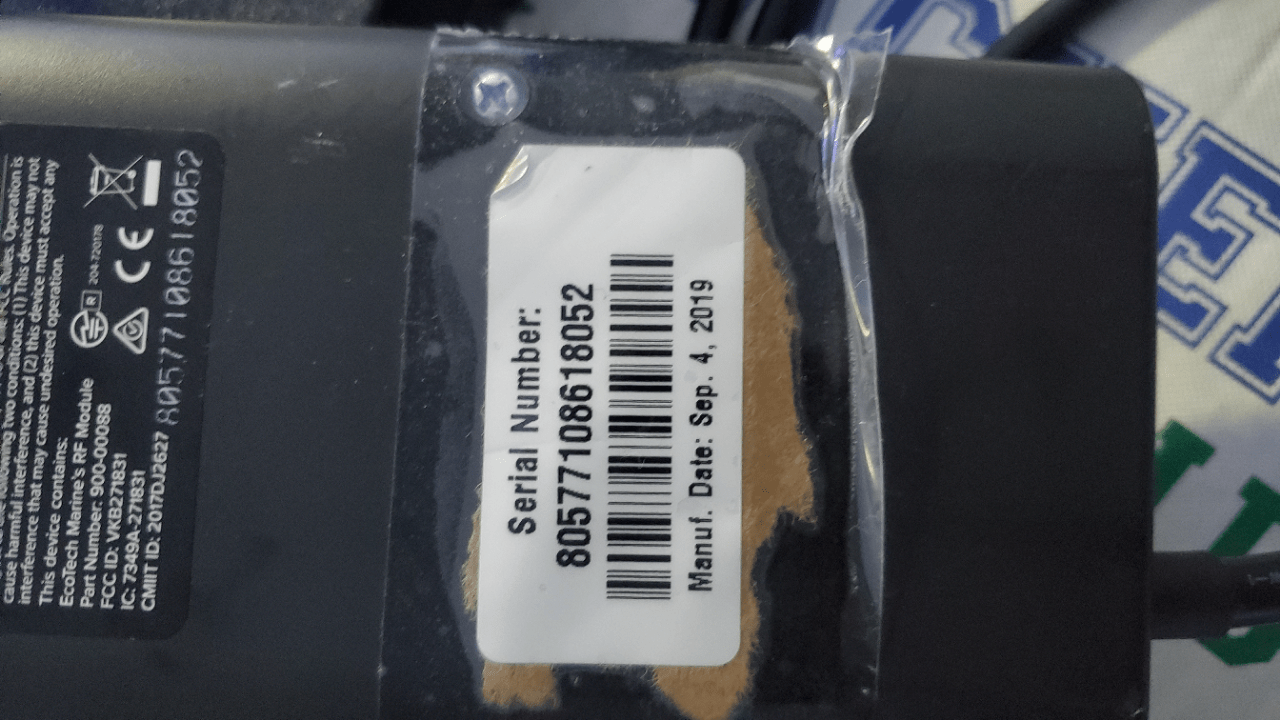 cause harmful interference, and (2) this device must accept any
interference that may cause undesired operation.
This device contains:
EcoTech Marine's RF Module
Part Number: 900-00088
FCC ID: VKB271831
IC: 7349A-271831
CMIIT ID: 2017DJ2627
R 204-720178
CE
80577108618052
Serial Number:
80577108618052
Manuf. Date: Sep. 4, 2019